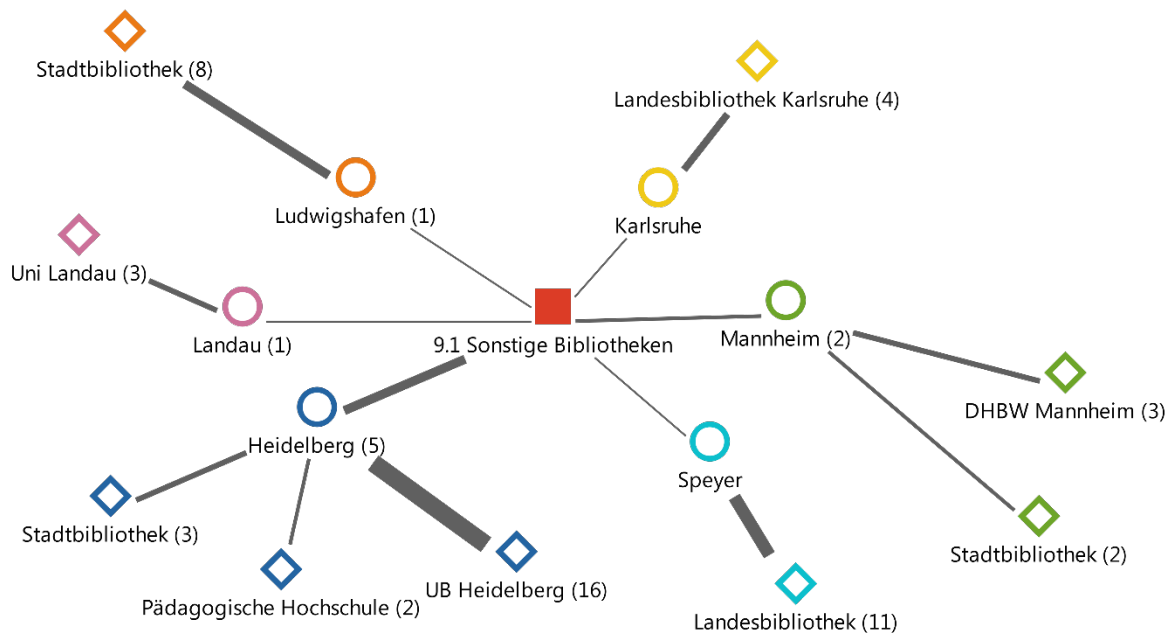 Stadtbibliothek (8)
Landesbibliothek Karlsruhe (4)
Ludwigshafen (1)
Karlsruhe
Uni Landau (3)
Landau (1)
9.1 Sonstige Bibliotheken
Mannheim (2)
DHBW Mannheim (3)
Heidelberg (5)
Speyer
Stadtbibliothek (3)
Stadtbibliothek (2)
Pädagogische Hochschule (2)
UB Heidelberg (16)
Landesbibliothek (11)